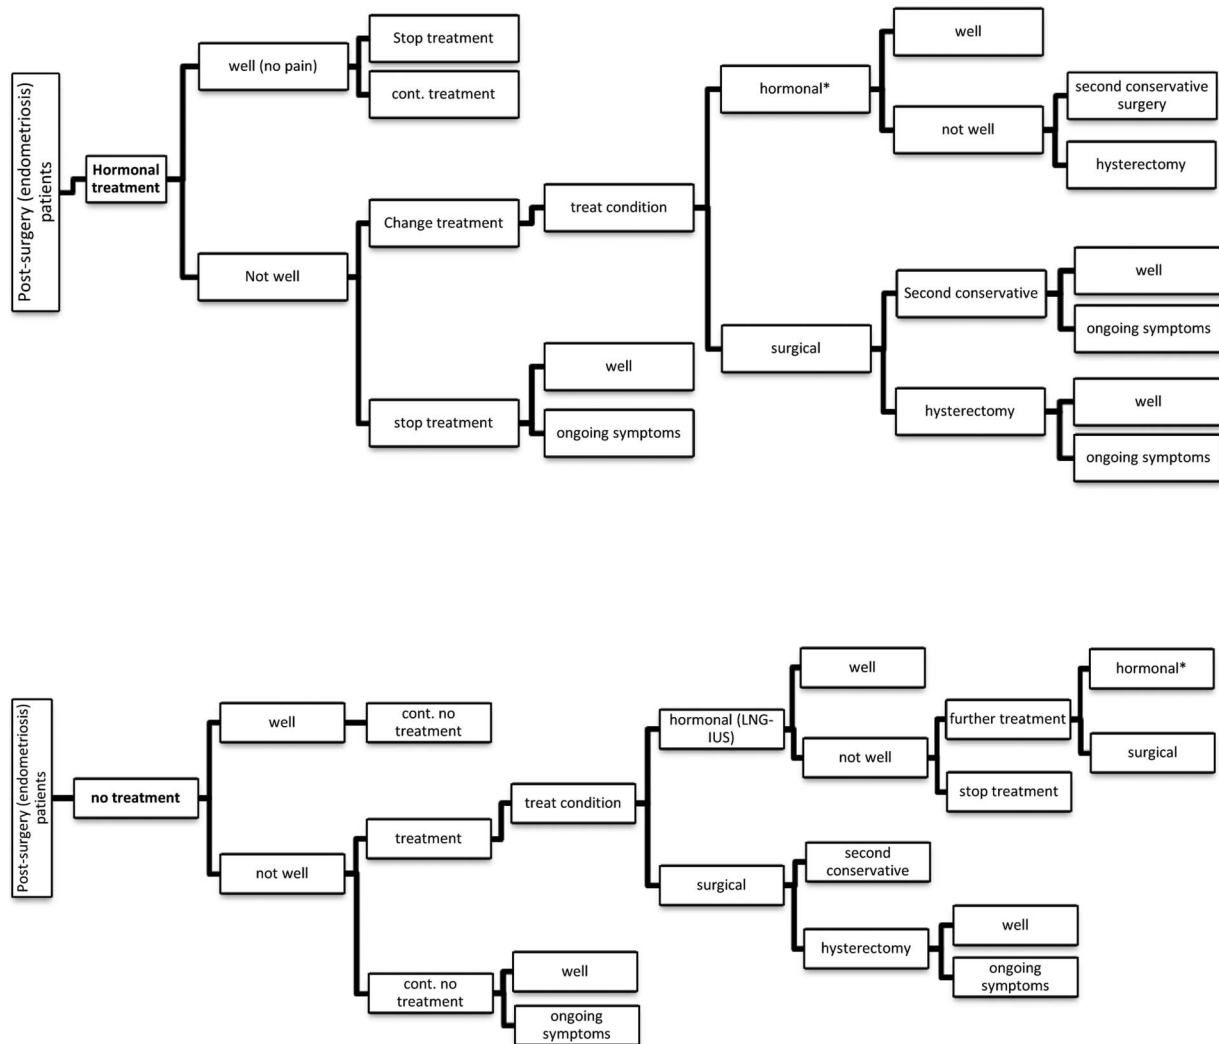 Post-surgery (endometriosis)
patients
Hormonal
treatment
well (no pain)
Stop treatment
cont. treatment
Not well
Change treatment
stop treatment
treat condition
well
ongoing symptoms
hormonal*
well
not well
second conservative
surgery
hysterectomy
surgical
Second conservative
well
ongoing symptoms
hysterectomy
well
ongoing symptoms
Post-surgery (endometriosis)
patients
no treatment
well
cont. no
treatment
not well
treatment
treat condition
cont. no
treatment
well
ongoing
symptoms
hormonal (LNG-
IUS)
well
not well
further treatment
hormonal*
surgical
stop treatment
surgical
second
conservative
hysterectomy
well
ongoing
symptoms